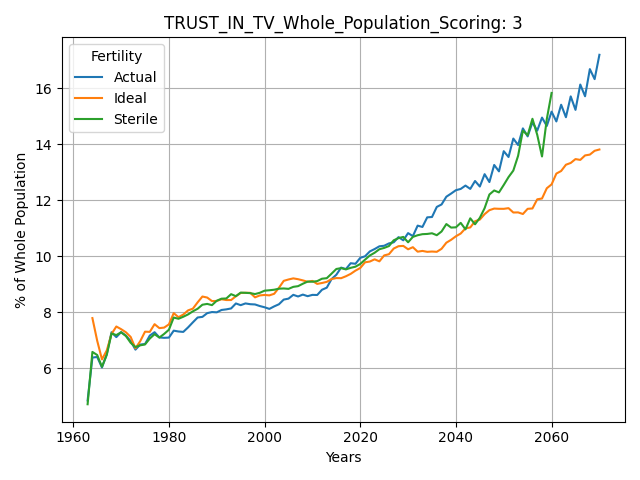 TRUST_IN_TV_Whole_Population_Scoring: 3
Fertility
Actual
Ideal
Sterile
% of Whole Population
16
14
12
10
8
6
1960 1980 2000 2020 2040 2060
Years